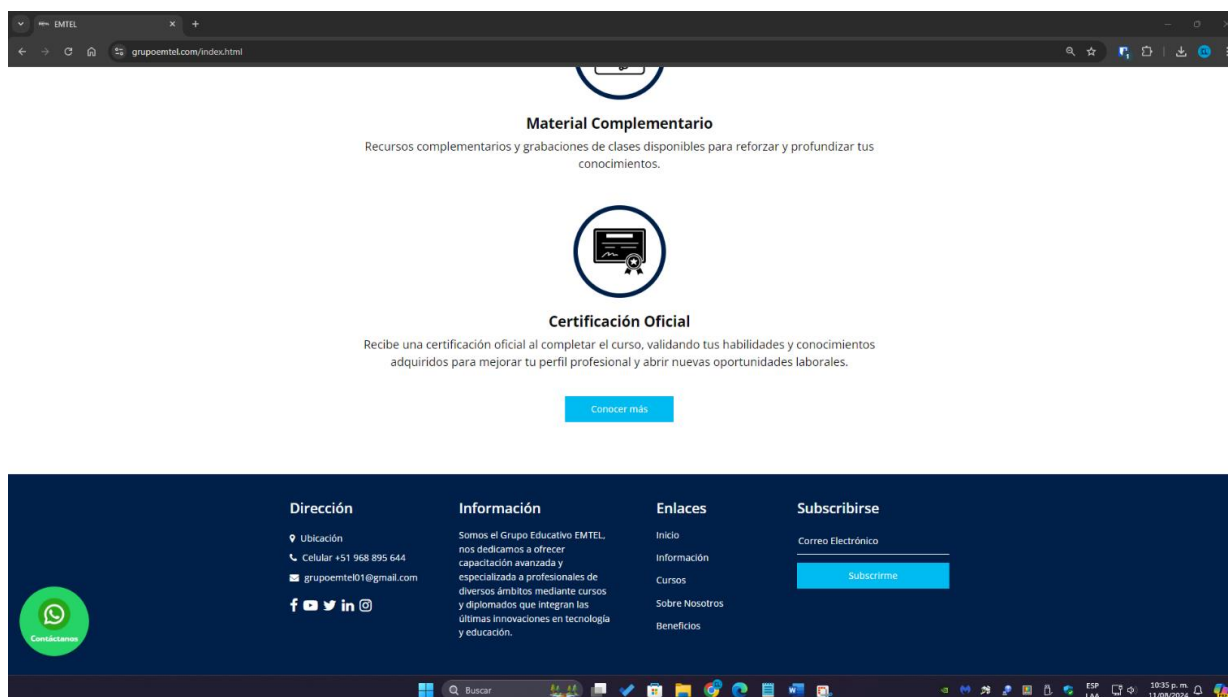 EMTEL
grupoemtel.com/index.html
Material Complementario
Recursos complementarios y grabaciones de clases disponibles para reforzar y profundizar tus
conocimientos.
Certificación Oficial
Recibe una certificación oficial al completar el curso, validando tus habilidades y conocimientos
adquiridos para mejorar tu perfil profesional y abrir nuevas oportunidades laborales.
Conocer más
Dirección
Ubicación
Celular +51 968 895 644
grupoemtel01@gmail.com
Información
Somos el Grupo Educativo EMTEL,
nos dedicamos a ofrecer
capacitación avanzada y
especializada a profesionales de
diversos ámbitos mediante cursos
y diplomados que integran las
últimas innovaciones en tecnología
y educación.
Enlaces
Inicio
Información
Cursos
Sobre Nosotros
Beneficios
Subscribirse
Correo Electrónico
Subscrirme
Contáctanos
Buscar
ESP
LAA
10:35 p. m.
11/08/2024